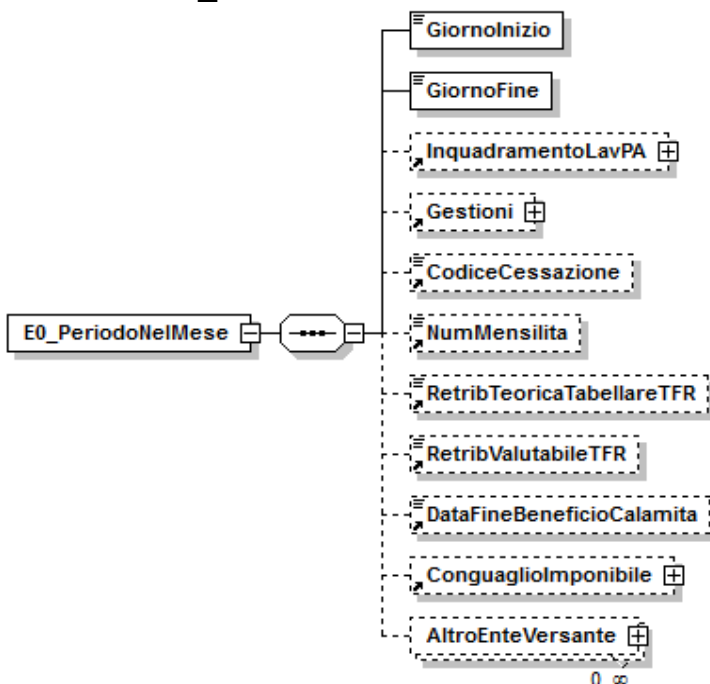 GiornoInizio
GiornoFine
InquadramentoLavPA
Gestioni
CodiceCessazione
E0_PeriodoNelMese
NumMensilita
RetribTeoricaTabellareTFR
RetribValutabileTFR
DataFineBeneficioCalamita
ConguaglioImponibile
AltroEnteVersante
0..∞